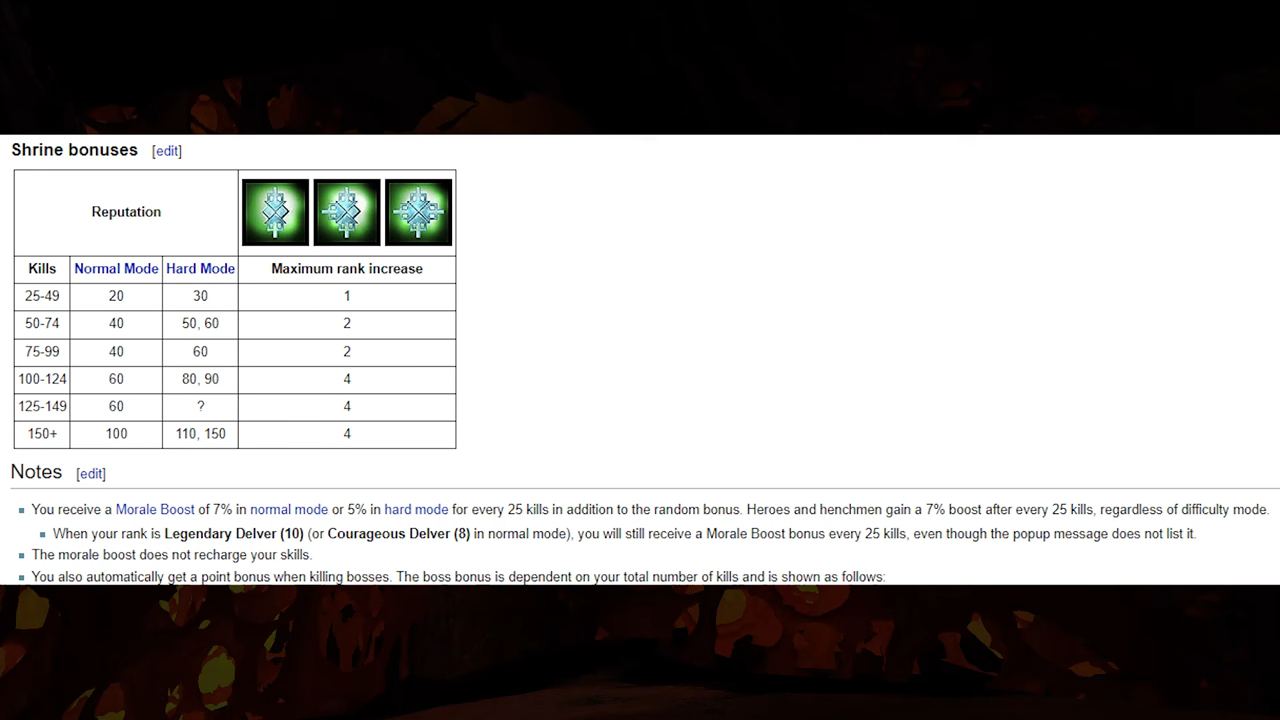 Shrine bonuses [edit]
Reputation
Kills Normal Mode Hard Mode Maximum rank increase
25-49 20 30 1
50-74 40 50, 60 2
75-99 40 60 2
100-124 60 80, 90 4
125-149 60 ? 4
150+ 100 110, 150 4
Notes [edit]
You receive a Morale Boost of 7% in normal mode or 5% in hard mode for every 25 kills in addition to the random bonus. Heroes and henchmen gain a 7% boost after every 25 kills, regardless of difficulty mode.
When your rank is Legendary Delver (10) (or Courageous Delver (8) in normal mode), you will still receive a Morale Boost bonus every 25 kills, even though the popup message does not list it.
The morale boost does not recharge your skills.
You also automatically get a point bonus when killing bosses. The boss bonus is dependent on your total number of kills and is shown as follows: